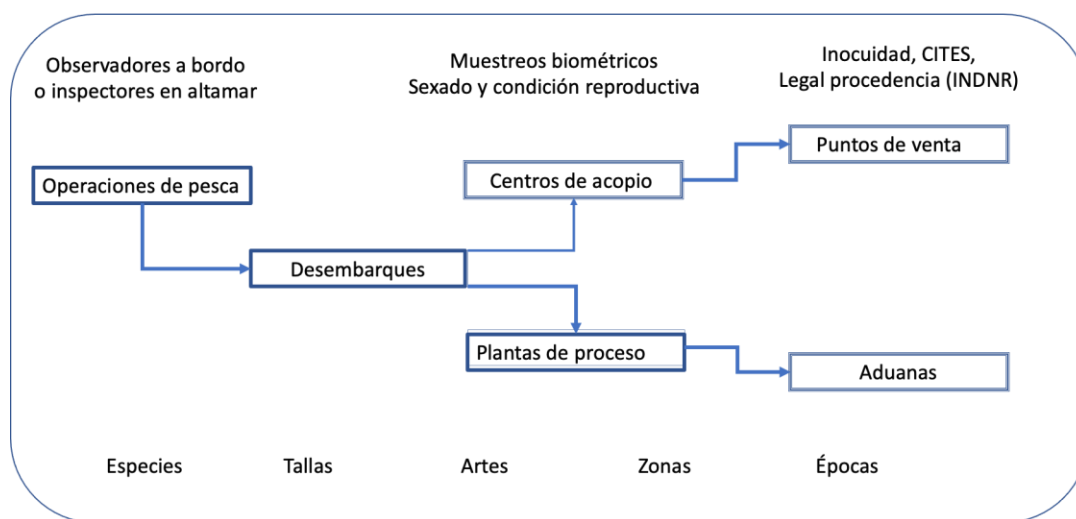 Observadores a bordo
o inspectores en altamar
Muestreos biométricos
Sexado y condición reproductiva
Inocuidad, CITES,
Legal procedencia (INDNR)
Operaciones de pesca
Centros de acopio
Puntos de venta
Desembarques
Plantas de proceso
Aduanas
Especies
Tallas
Artes
Zonas
Épocas